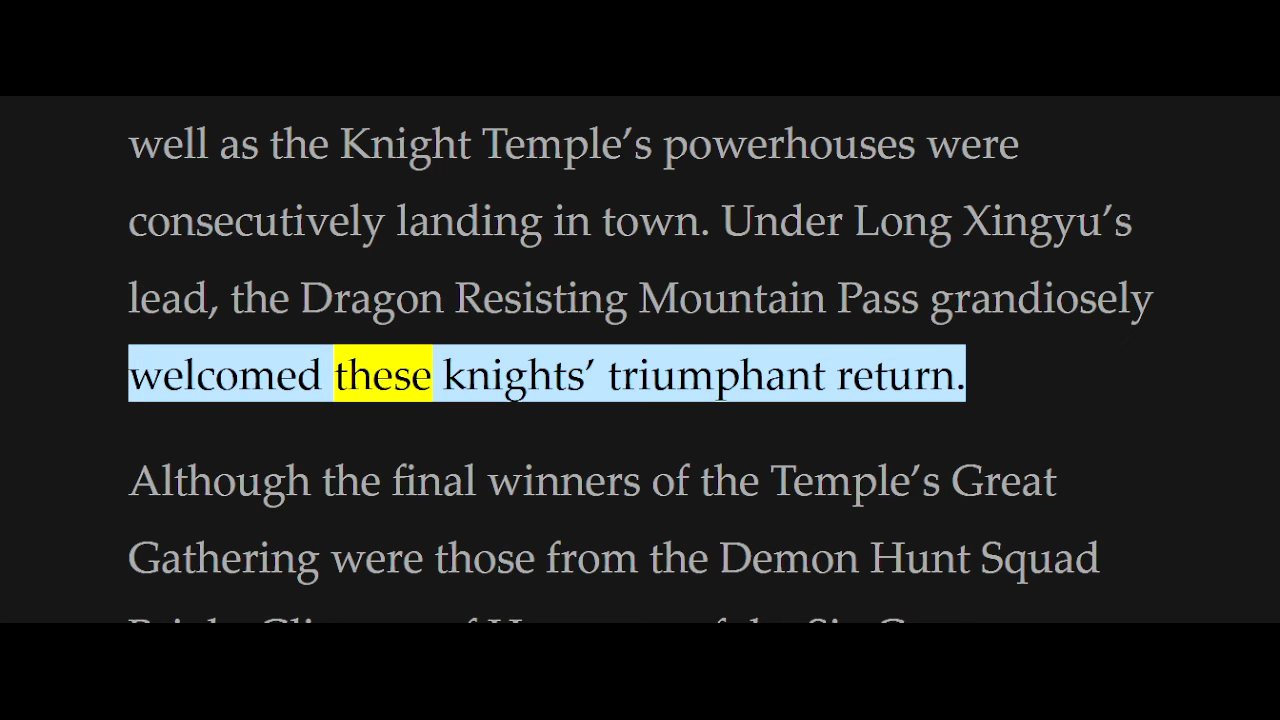 well as the Knight Temple’s powerhouses were
consecutively landing in town. Under Long Xingyu’s
lead, the Dragon Resisting Mountain Pass grandiosely
welcomed these knights’ triumphant return.
Although the final winners of the Temple’s Great
Gathering were those from the Demon Hunt Squad